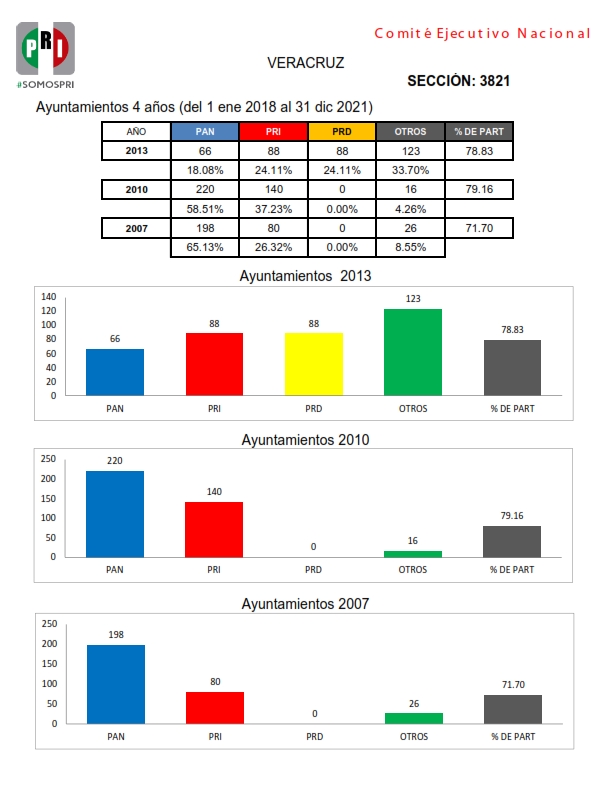 Comité Ejecutivo Nacional
PRI
#SOMOSPRI
VERACRUZ
SECCIÓN: 3821
Ayuntamientos 4 años (del 1 ene 2018 al 31 dic 2021)
AÑO PAN PRI PRD OTROS % DE PART
2013 66 88 88 123 78.83
18.08% 24.11% 24.11% 33.70%
2010 220 140 0 16 79.16
58.51% 37.23% 0.00% 4.26%
2007 198 80 0 26 71.70
65.13% 26.32% 0.00% 8.55%
Ayuntamientos 2013
140
120
100
80
60
40
20
0
66 88 88 123 78.83
PAN PRI PRD OTROS % DE PART
Ayuntamientos 2010
250
200
150
100
50
0
220 140 0 16 79.16
PAN PRI PRD OTROS % DE PART
Ayuntamientos 2007
250
200
150
100
50
0
198 80 0 26 71.70
PAN PRI PRD OTROS % DE PART